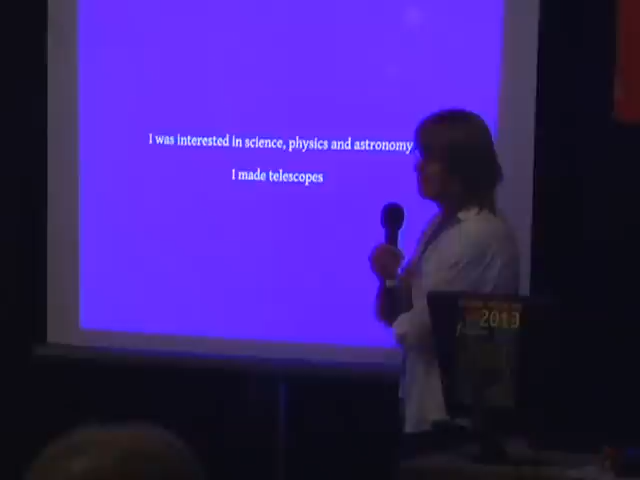 I was interested in science, physics and astronomy
I made telescopes
2013